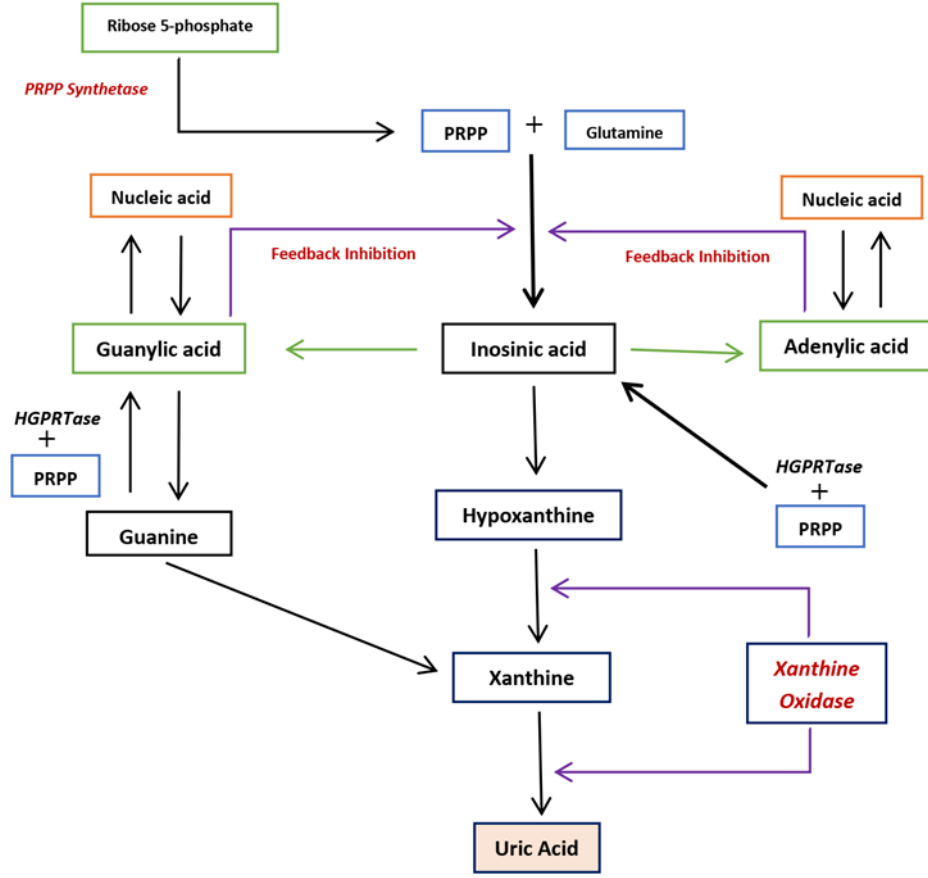 Ribose 5-phosphate
PRPP Synthetase
PRPP
+
Glutamine
Nucleic acid
Nucleic acid
Feedback Inhibition
Feedback Inhibition
Guanylic acid
Inosinic acid
Adenylic acid
HGPRTase
+
PRPP
HGPRTase
+
PRPP
Hypoxanthine
Guanine
Xanthine
Xanthine
Oxidase
Uric Acid